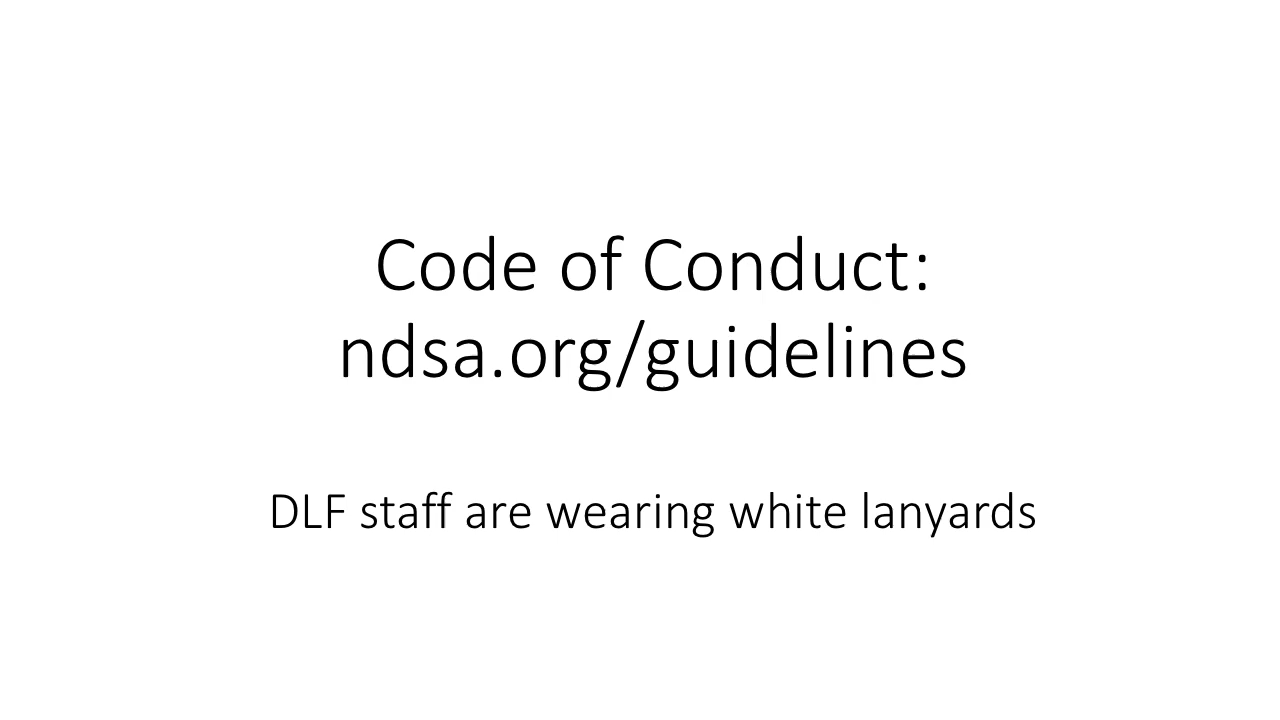 Code of Conduct:
ndsa.org/guidelines
DLF staff are wearing white lanyards